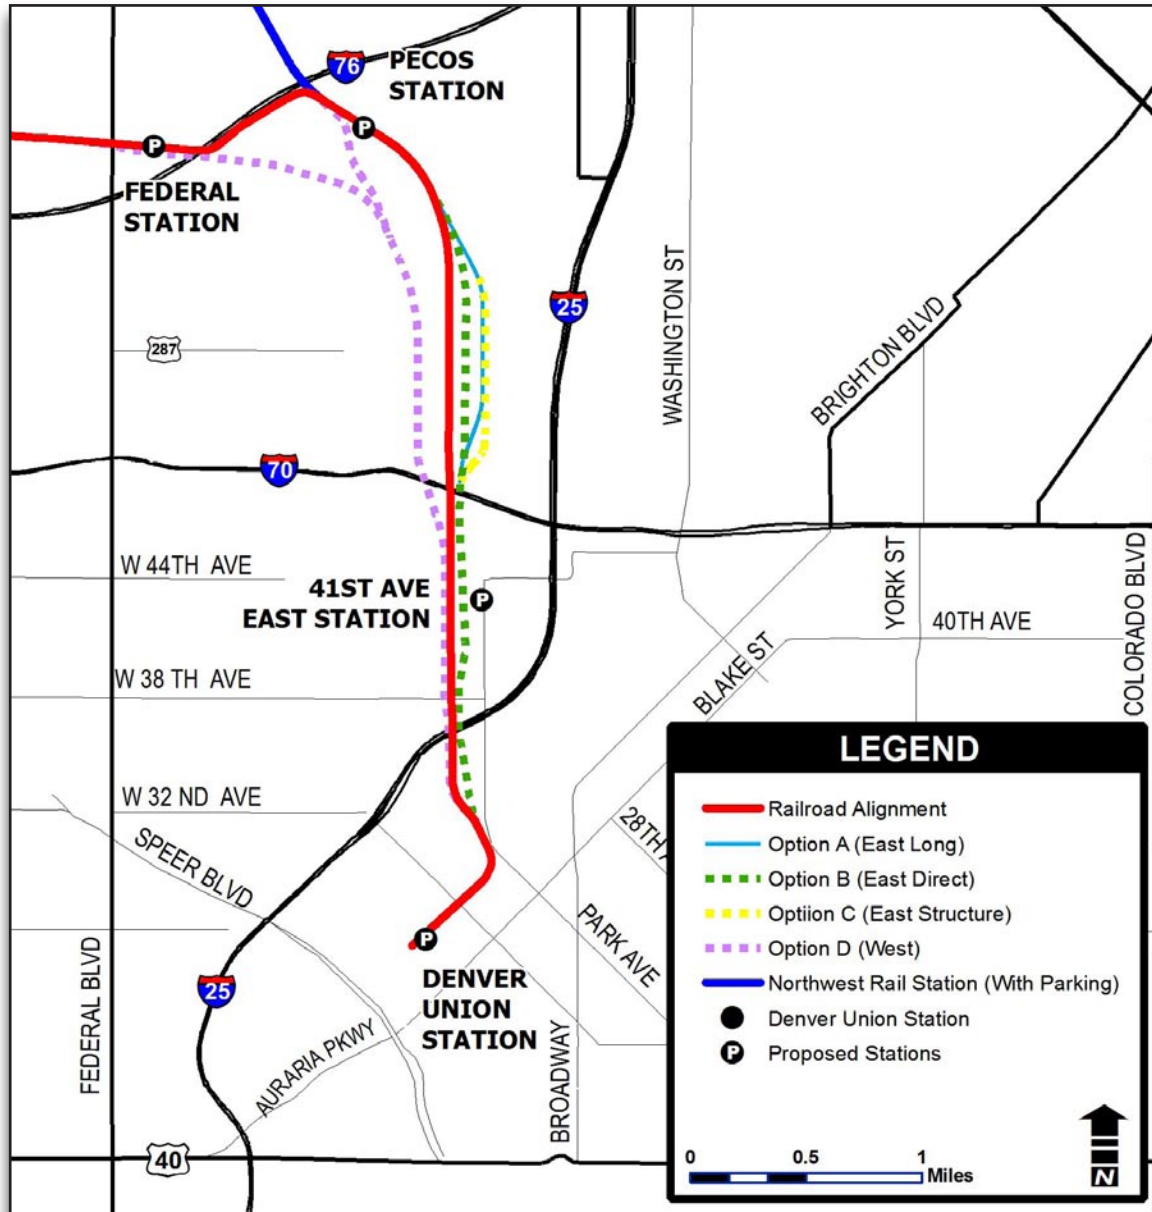 76
PECOS
STATION
P
P
FEDERAL
STATION
25
WASHINGTON ST
287
BRIGHTON BLVD
70
W 44TH AVE
41ST AVE
EAST STATION
P
YORK ST
40TH AVE
COLORADO BLVD
W 38 TH AVE
BLAKE ST
W 32 ND AVE
SPEER BLVD
28TH
PARK AVE
P
DENVER
UNION
STATION
FEDERAL BLVD
25
AURARIA PKWY
BROADWAY
40
LEGEND
Railroad Alignment
Option A (East Long)
Option B (East Direct)
Optiion C (East Structure)
Option D (West)
Northwest Rail Station (With Parking)
Denver Union Station
P Proposed Stations
0 0.5 1
Miles
N